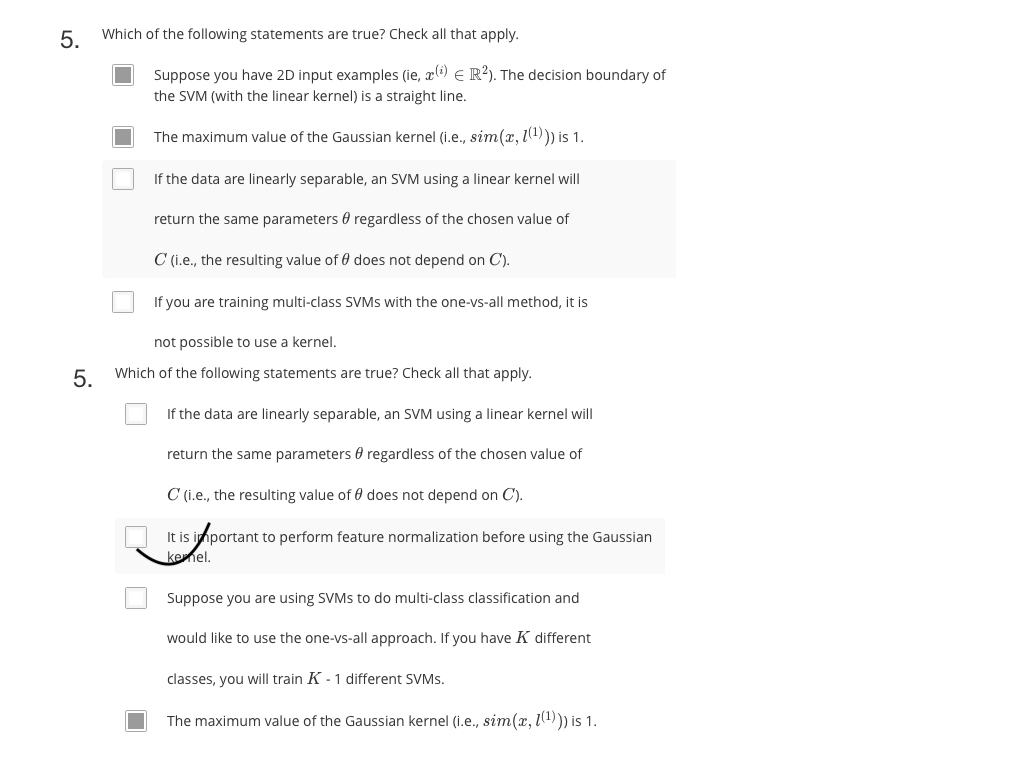 5. Which of the following statements are true? Check all that apply.
Suppose you have 2D input examples (ie, x⁽ⁱ⁾ ∈ ℝ²). The decision boundary of
the SVM (with the linear kernel) is a straight line.
The maximum value of the Gaussian kernel (i.e., sim(x, l⁽¹⁾)) is 1.
If the data are linearly separable, an SVM using a linear kernel will
return the same parameters θ regardless of the chosen value of
C (i.e., the resulting value of θ does not depend on C).
If you are training multi-class SVMs with the one-vs-all method, it is
not possible to use a kernel.
5. Which of the following statements are true? Check all that apply.
If the data are linearly separable, an SVM using a linear kernel will
return the same parameters θ regardless of the chosen value of
C (i.e., the resulting value of θ does not depend on C).
It is important to perform feature normalization before using the Gaussian
kernel.
Suppose you are using SVMs to do multi-class classification and
would like to use the one-vs-all approach. If you have K different
classes, you will train K - 1 different SVMs.
The maximum value of the Gaussian kernel (i.e., sim(x, l⁽¹⁾)) is 1.